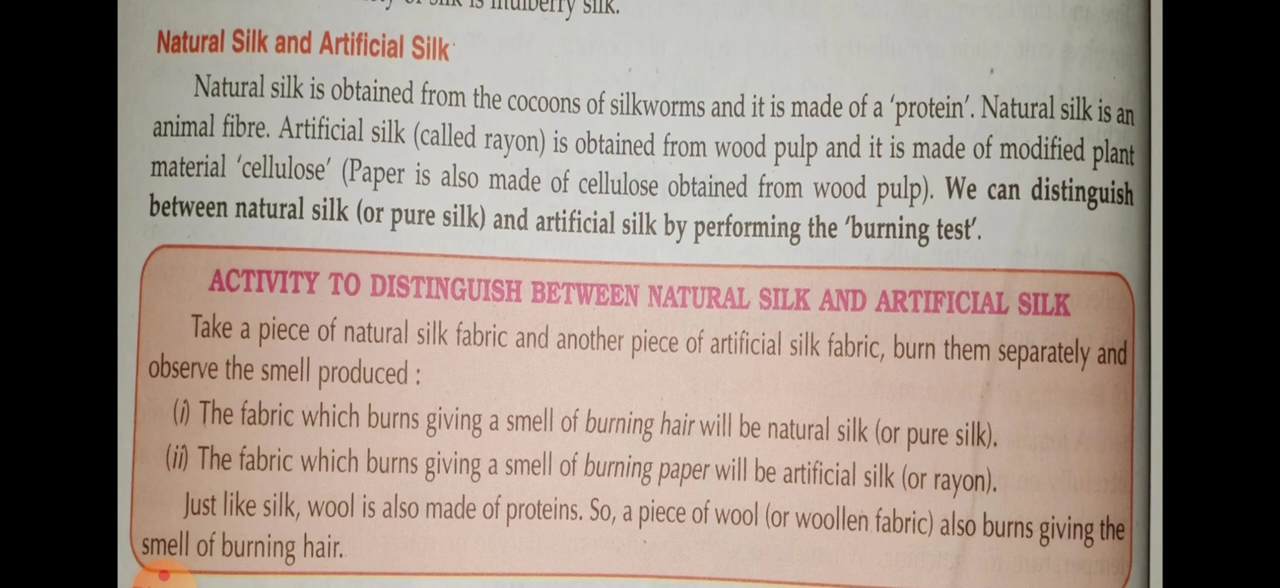 is mulberry silk.
Natural Silk and Artificial Silk
Natural silk is obtained from the cocoons of silkworms and it is made of a ‘protein’. Natural silk is an
animal fibre. Artificial silk (called rayon) is obtained from wood pulp and it is made of modified plant
material ‘cellulose’ (Paper is also made of cellulose obtained from wood pulp). We can distinguish
between natural silk (or pure silk) and artificial silk by performing the ‘burning test’.
ACTIVITY TO DISTINGUISH BETWEEN NATURAL SILK AND ARTIFICIAL SILK
Take a piece of natural silk fabric and another piece of artificial silk fabric, burn them separately and
observe the smell produced :
(i) The fabric which burns giving a smell of burning hair will be natural silk (or pure silk).
(ii) The fabric which burns giving a smell of burning paper will be artificial silk (or rayon).
Just like silk, wool is also made of proteins. So, a piece of wool (or woollen fabric) also burns giving the
smell of burning hair.